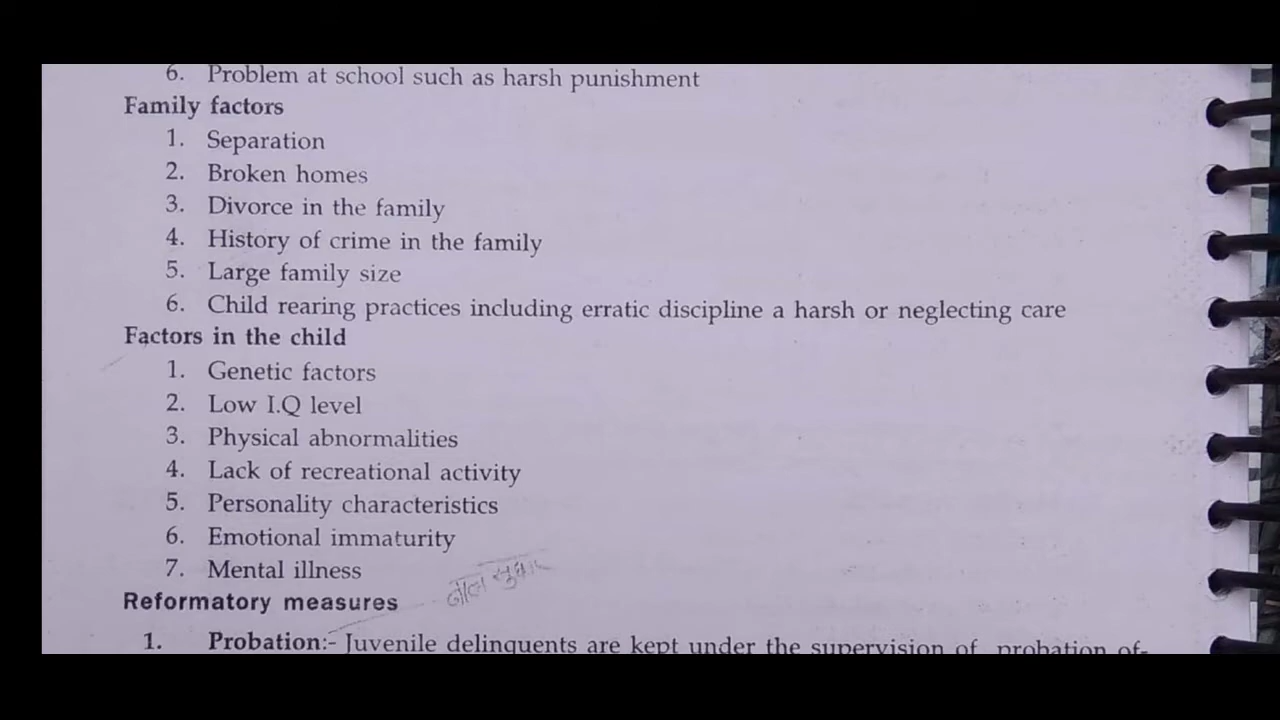 6. Problem at school such as harsh punishment
Family factors
1. Separation
2. Broken homes
3. Divorce in the family
4. History of crime in the family
5. Large family size
6. Child rearing practices including erratic discipline a harsh or neglecting care
Factors in the child
1. Genetic factors
2. Low I.Q level
3. Physical abnormalities
4. Lack of recreational activity
5. Personality characteristics
6. Emotional immaturity
7. Mental illness
Reformatory measures
1. Probation:- Juvenile delinquents are kept under the supervision of probation of-